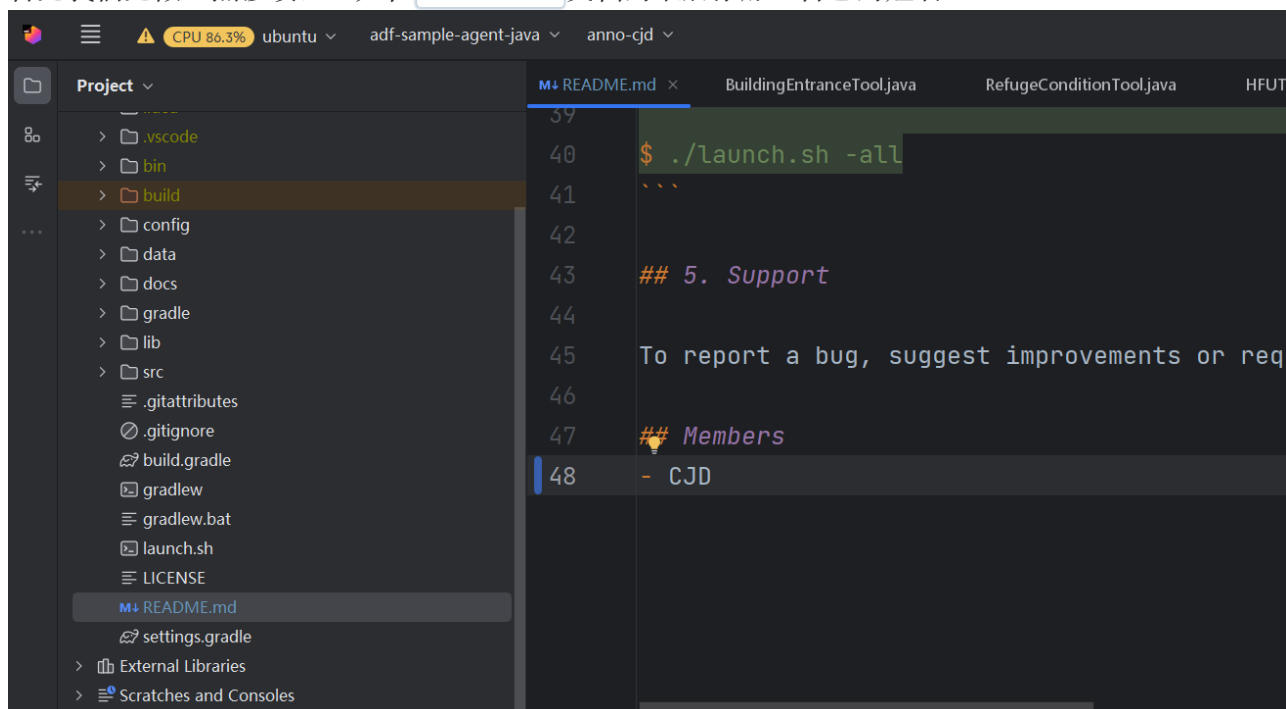 CPU 86.3% ubuntu adf-sample-agent-java anno-cjd
Project
M↓ README.md × BuildingEntranceTool.java RefugeConditionTool.java HFUT
.vscode
bin
build
config
data
docs
gradle
lib
src
.gitattributes
.gitignore
build.gradle
gradlew
gradlew.bat
launch.sh
LICENSE
M↓ README.md
settings.gradle
External Libraries
Scratches and Consoles
39
40 $ ./launch.sh -all
41 ```
42
43 ## 5. Support
44
45 To report a bug, suggest improvements or req
46
47 ## Members
48 - CJD